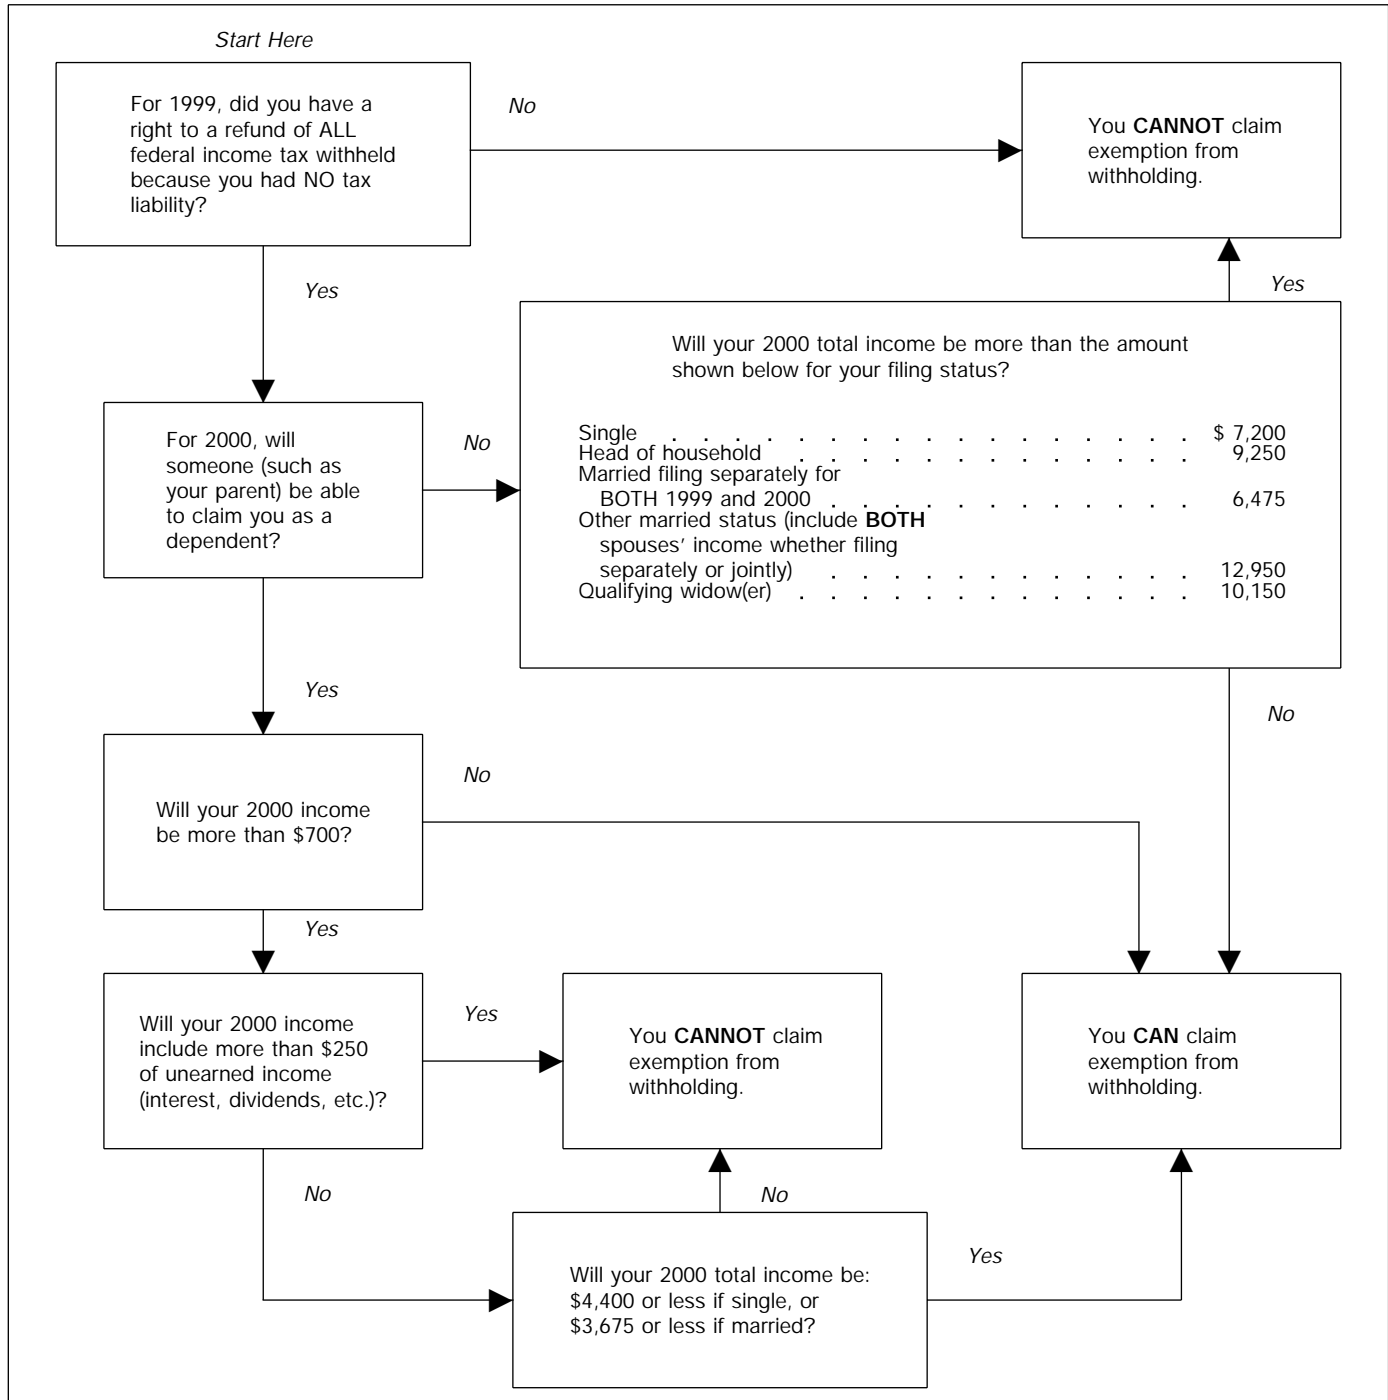 Start Here
For 1999, did you have a
right to a refund of ALL
federal income tax withheld
because you had NO tax
liability?
No
You CANNOT claim
exemption from
withholding.
Yes
Yes
Will your 2000 total income be more than the amount
shown below for your filing status?
Single . . . . . . . . . . . . . . . . . $ 7,200
Head of household . . . . . . . . . . . . . 9,250
Married filing separately for
BOTH 1999 and 2000 . . . . . . . . . . . . 6,475
Other married status (include BOTH
spouses' income whether filing
separately or jointly) . . . . . . . . . . . . 12,950
Qualifying widow(er) . . . . . . . . . . . . . 10,150
For 2000, will
someone (such as
your parent) be able
to claim you as a
dependent?
No
Yes
No
Will your 2000 income
be more than $700?
No
Yes
Will your 2000 income
include more than $250
of unearned income
(interest, dividends, etc.)?
Yes
You CANNOT claim
exemption from
withholding.
You CAN claim
exemption from
withholding.
No
No
Will your 2000 total income be:
$4,400 or less if single, or
$3,675 or less if married?
Yes